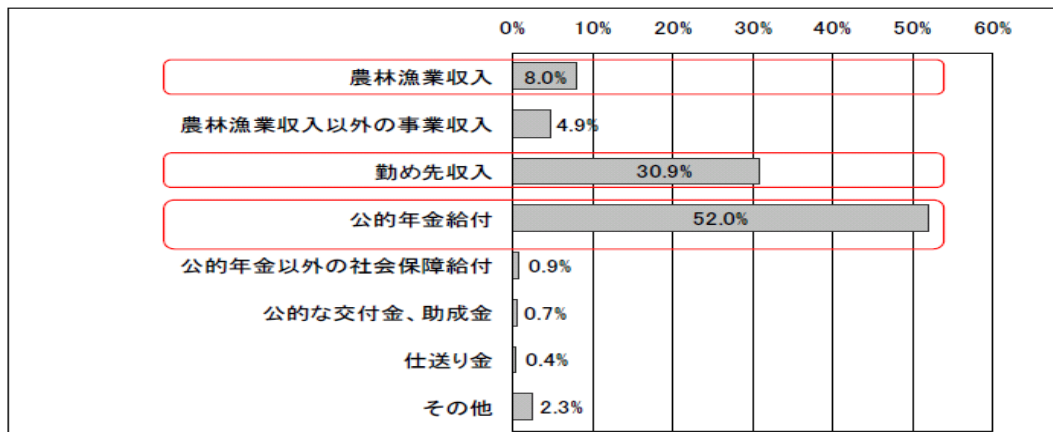 0% 10% 20% 30% 40% 50% 60%
農林漁業収入 8.0%
農林漁業収入以外の事業収入 4.9%
勤め先収入 30.9%
公的年金給付 52.0%
公的年金以外の社会保障給付 0.9%
公的な交付金、助成金 0.7%
仕送り金 0.4%
その他 2.3%